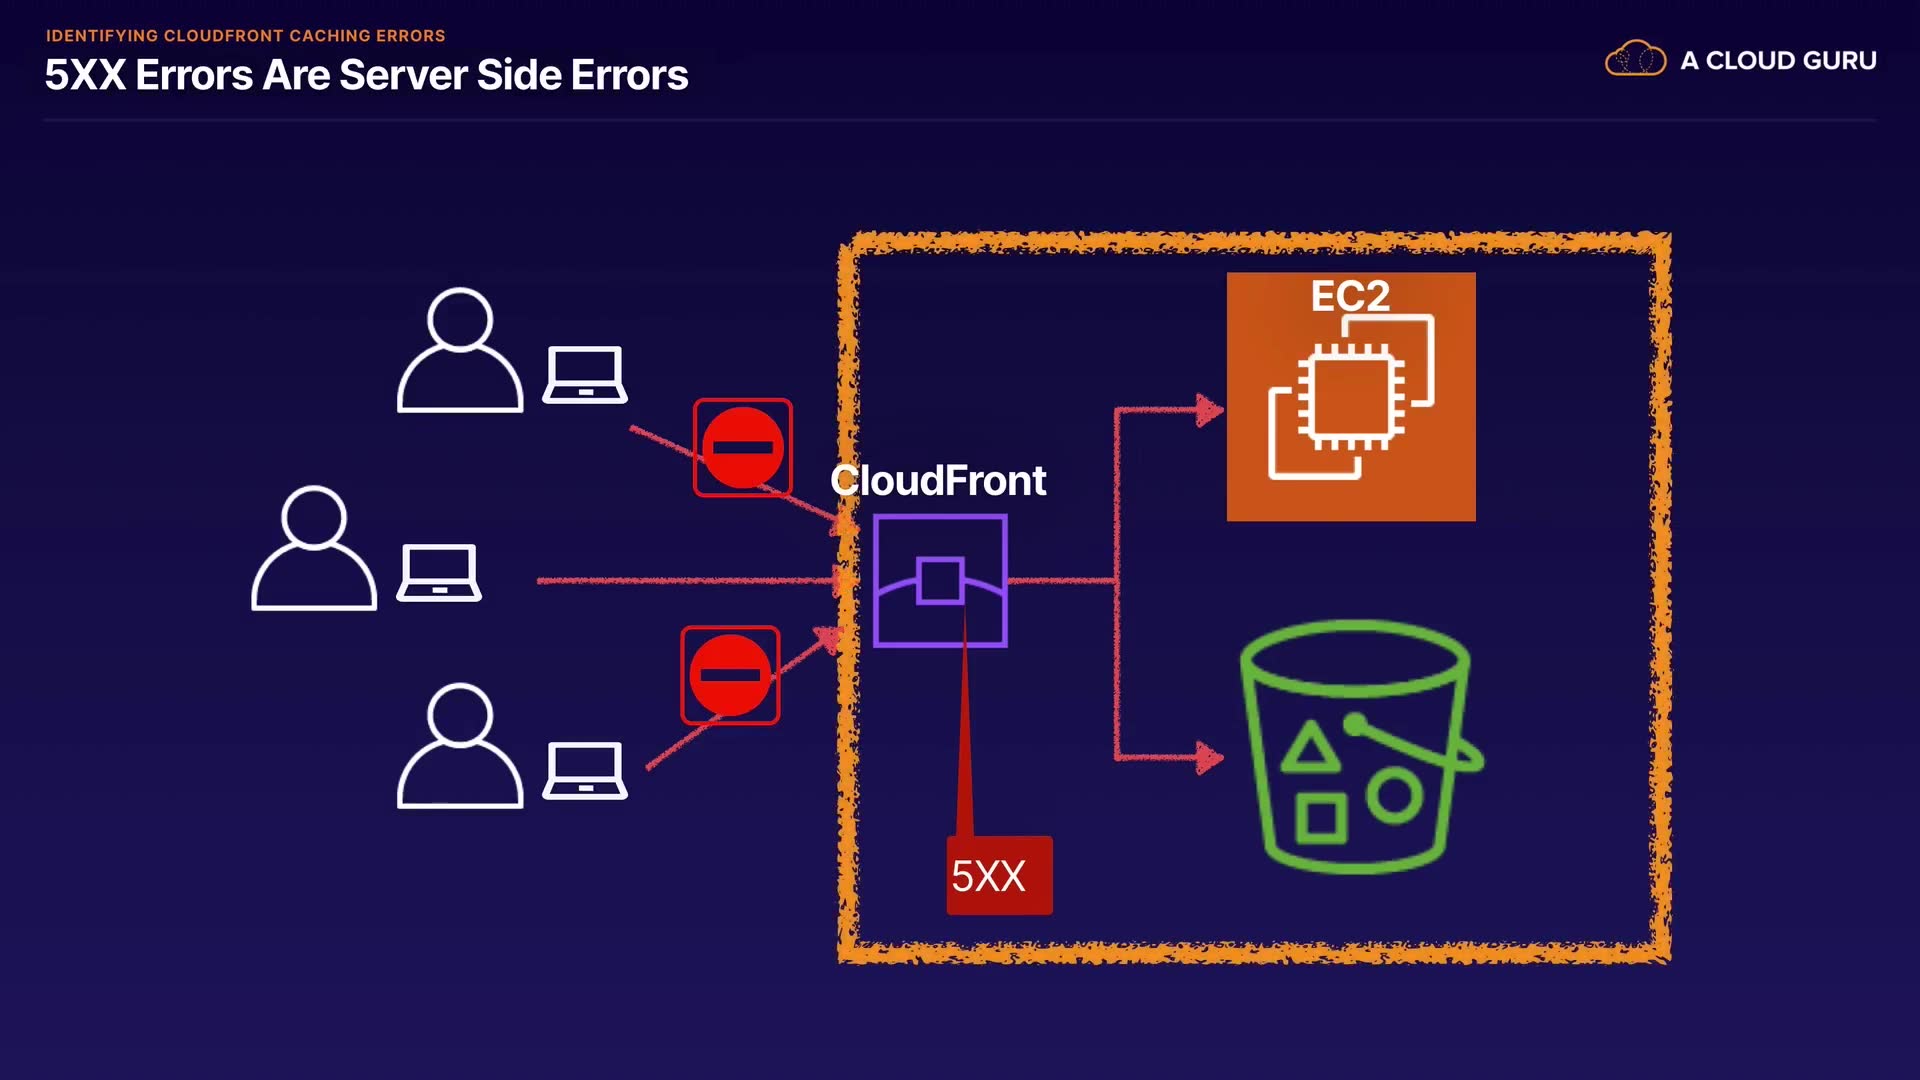 IDENTIFYING CLOUDFRONT CACHING ERRORS
5XX Errors Are Server Side Errors
A CLOUD GURU
EC2
CloudFront
5XX